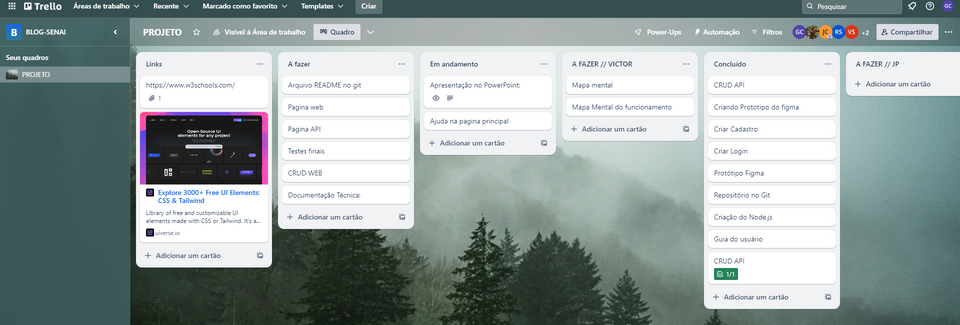 Trello
Áreas de trabalho
Recente
Marcado como favorito
Templates
Criar
Pesquisar
GC
B
BLOG-SENAI
PROJETO
Visível à Área de trabalho
Quadro
Power-Ups
Automação
Filtros
GC
JC
RS
VS
+2
Compartilhar
Seus quadros
PROJETO
Links
https://www.w3schools.com/
1
Open-Source UI
elements for any project
Explore 3000+ Free UI Elements:
CSS & Tailwind
Library of free and customizable UI
elements made with CSS or Tailwind. It's a...
uiverse.io
Adicionar um cartão
A fazer
Arquivo README no git
Pagina web
Pagina API
Testes finais
CRUD WEB
Documentação Técnica:
Adicionar um cartão
Em andamento
Apresentação no PowerPoint:
Ajuda na pagina principal
Adicionar um cartão
A FAZER // VICTOR
Mapa mental
Mapa Mental do funcionamento
Adicionar um cartão
Concluído
CRUD API
Criando Prototipo do figma
Criar Cadastro
Criar Login
Protótipo Figma
Repositório no Git
Criação do Node.js
Guia do usuário
CRUD API
1/1
Adicionar um cartão
A FAZER // JP
Adicionar um cartão